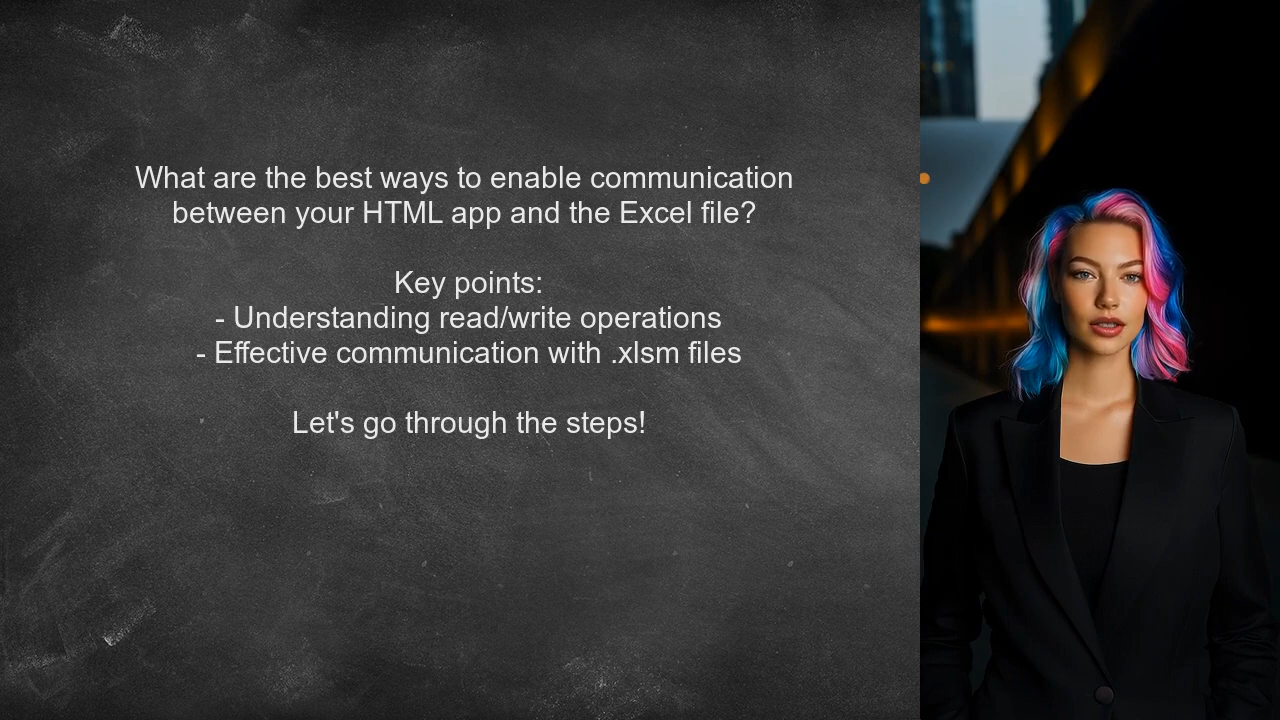 What are the best ways to enable communication
between your HTML app and the Excel file?
Key points:
- Understanding read/write operations
- Effective communication with .xlsm files
Let's go through the steps!